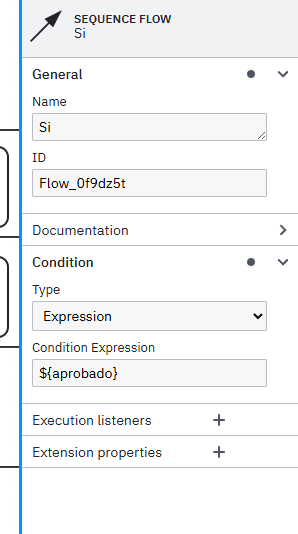 SEQUENCE FLOW
Si
General
Name
Si
ID
Flow_0f9dz5t
Documentation
Condition
Type
Expression
Condition Expression
${aprobado}
Execution listeners
Extension properties